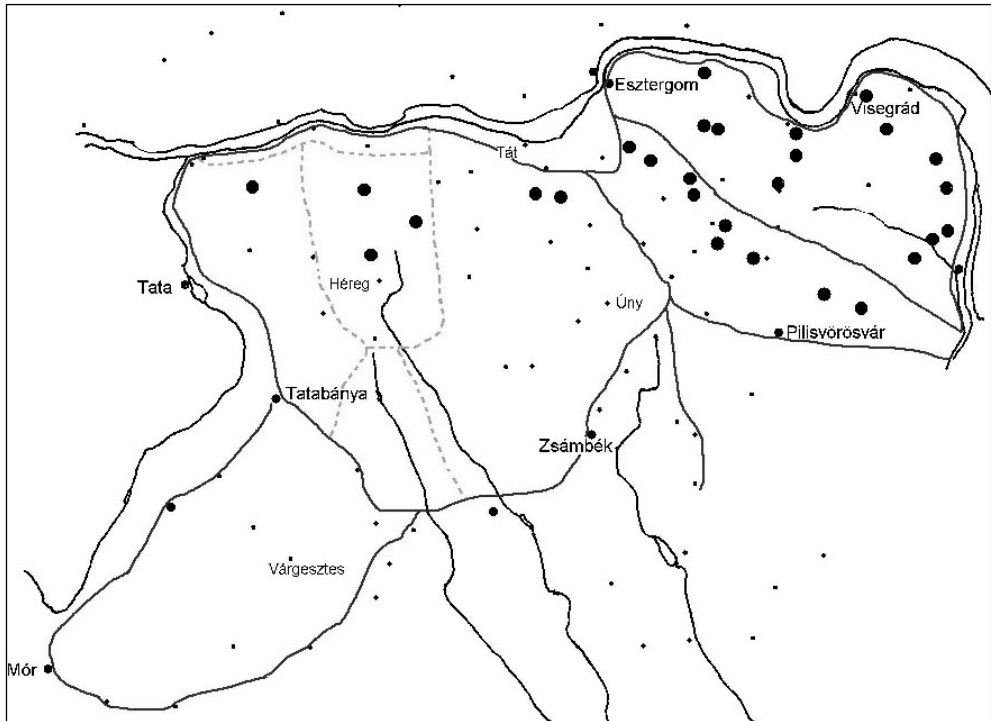 Esztergom
Visegrád
Tát
Tata
Héreg
Úny
Pilisvörösvár
Tatabánya
Zsámbék
Várgesztes
Mór